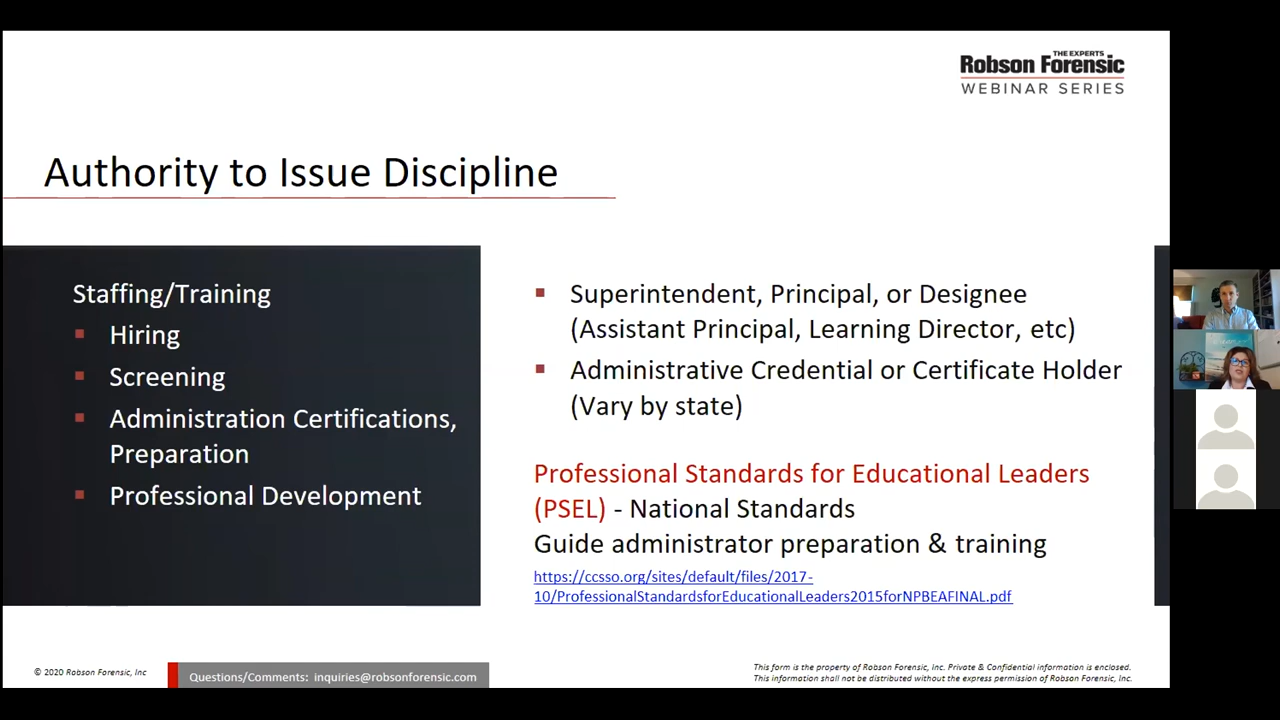 THE EXPERTS
Robson Forensic
WEBINAR SERIES
Authority to Issue Discipline
Staffing/Training
▪ Hiring
▪ Screening
▪ Administration Certifications,
Preparation
▪ Professional Development
▪ Superintendent, Principal, or Designee
(Assistant Principal, Learning Director, etc)
▪ Administrative Credential or Certificate Holder
(Vary by state)
Professional Standards for Educational Leaders
(PSEL) - National Standards
Guide administrator preparation & training
https://ccsso.org/sites/default/files/2017-
10/ProfessionalStandardsforEducationalLeaders2015forNPBEAFINAL.pdf
© 2020 Robson Forensic, Inc
Questions/Comments: inquiries@robsonforensic.com
This form is the property of Robson Forensic, Inc. Private & Confidential information is enclosed.
This information shall not be distributed without the express permission of Robson Forensic, Inc.